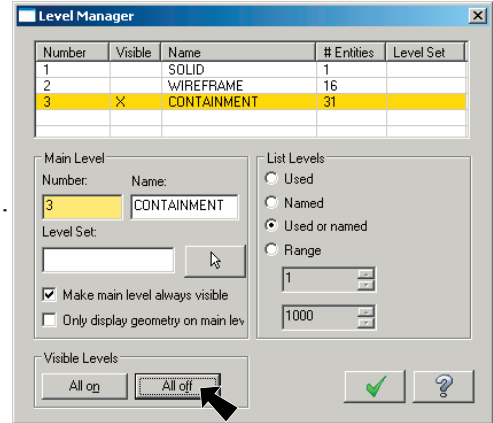 Level Manager
Number Visible Name # Entities Level Set
1 SOLID 1
2 WIREFRAME 16
3 X CONTAINMENT 31
Main Level
Number: Name:
3 CONTAINMENT
Level Set:
Make main level always visible
Only display geometry on main lev
List Levels
Used
Named
Used or named
Range
1
1000
Visible Levels
All on All off